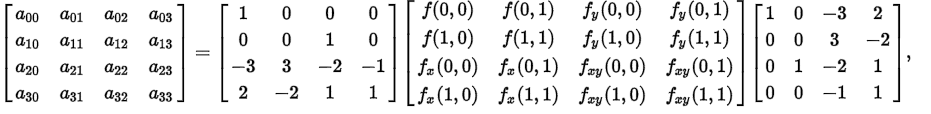 [a₀₀ a₀₁ a₀₂ a₀₃] [1 0 0 0] [f(0,0) f(0,1) f_y(0,0) f_y(0,1)] [1 0 −3 2]
[a₁₀ a₁₁ a₁₂ a₁₃] [0 0 1 0] [f(1,0) f(1,1) f_y(1,0) f_y(1,1)] [0 0 3 −2]
=
,
[a₂₀ a₂₁ a₂₂ a₂₃] [−3 3 −2 −1] [f_x(0,0) f_x(0,1) f_xy(0,0) f_xy(0,1)] [0 1 −2 1]
[a₃₀ a₃₁ a₃₂ a₃₃] [2 −2 1 1] [f_x(1,0) f_x(1,1) f_xy(1,0) f_xy(1,1)] [0 0 −1 1]